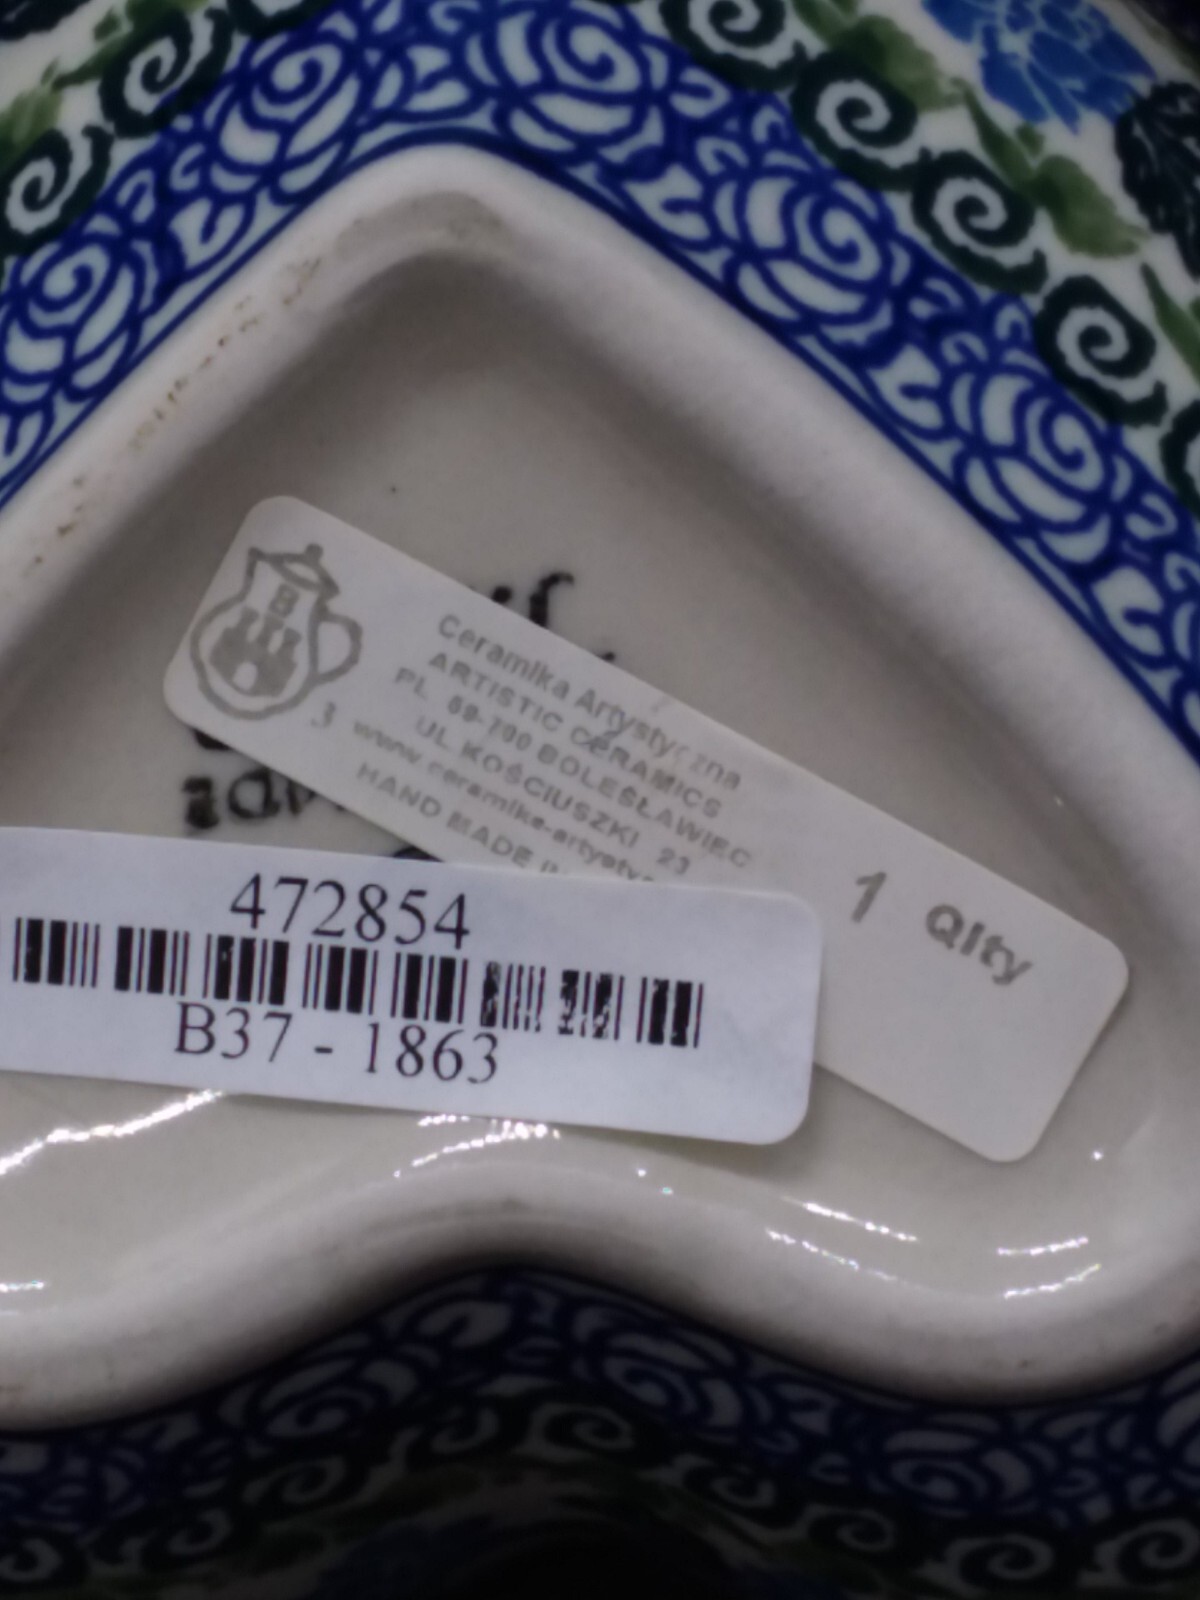 Ceramika Artystyczna
ARTISTIC CERAMICS
PL 59-700 BOLESŁAWIEC
UL KOŚCIUSZKI 23
3 www.ceramika-artysty
HAND MADE
1 Qlty
472854
B37 - 1863